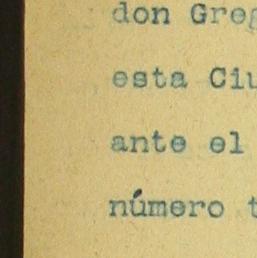 don Greg
esta Ciu
ante el
número t